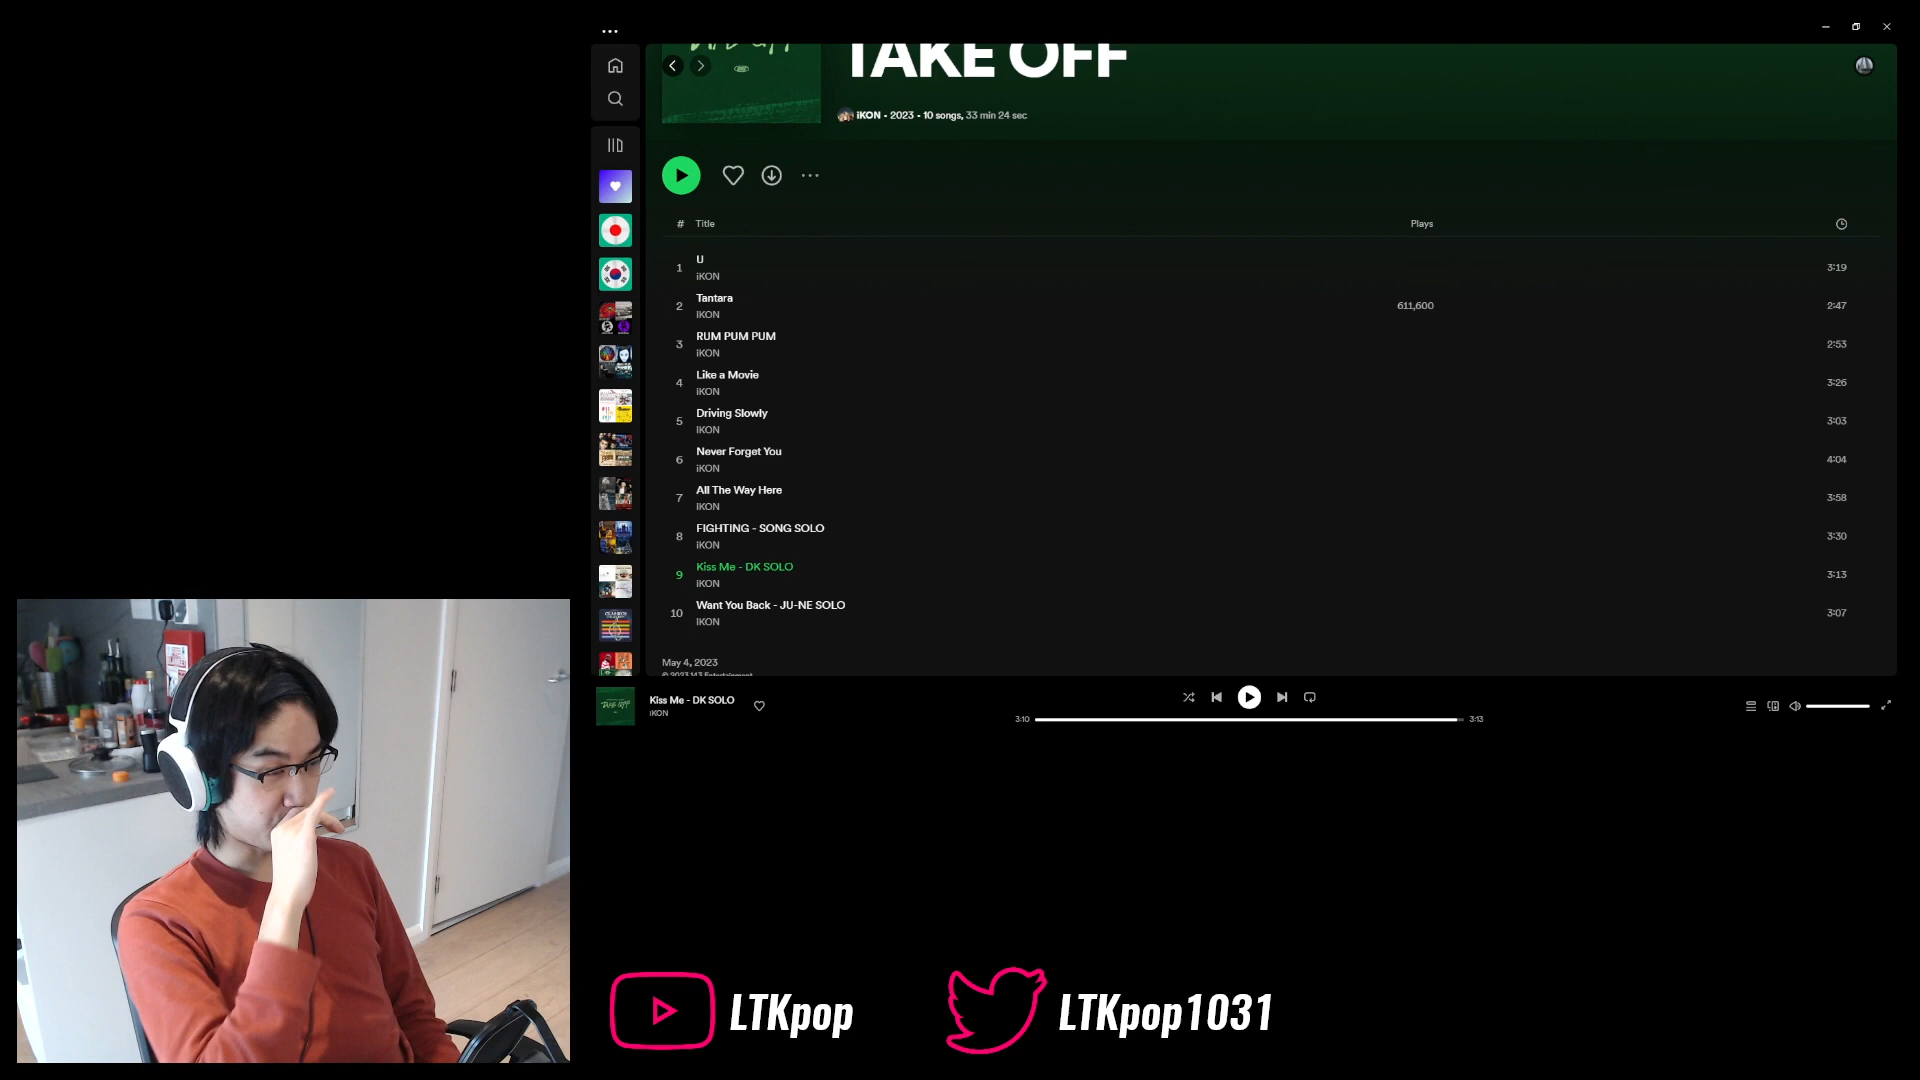 TAKE OFF
iKON • 2023 • 10 songs, 33 min 24 sec
# Title Plays
1 U 3:19
iKON
2 Tantara 611,600 2:47
iKON
3 RUM PUM PUM 2:53
iKON
4 Like a Movie 3:26
iKON
5 Driving Slowly 3:03
iKON
6 Never Forget You 4:04
iKON
7 All The Way Here 3:58
iKON
8 FIGHTING - SONG SOLO 3:30
iKON
9 Kiss Me - DK SOLO 3:13
iKON
10 Want You Back - JU-NE SOLO 3:07
iKON
May 4, 2023
© 2023 143 Entertainment
TAKE OFF
Kiss Me - DK SOLO
iKON
3:10 3:13
LTKpop LTKpop1031